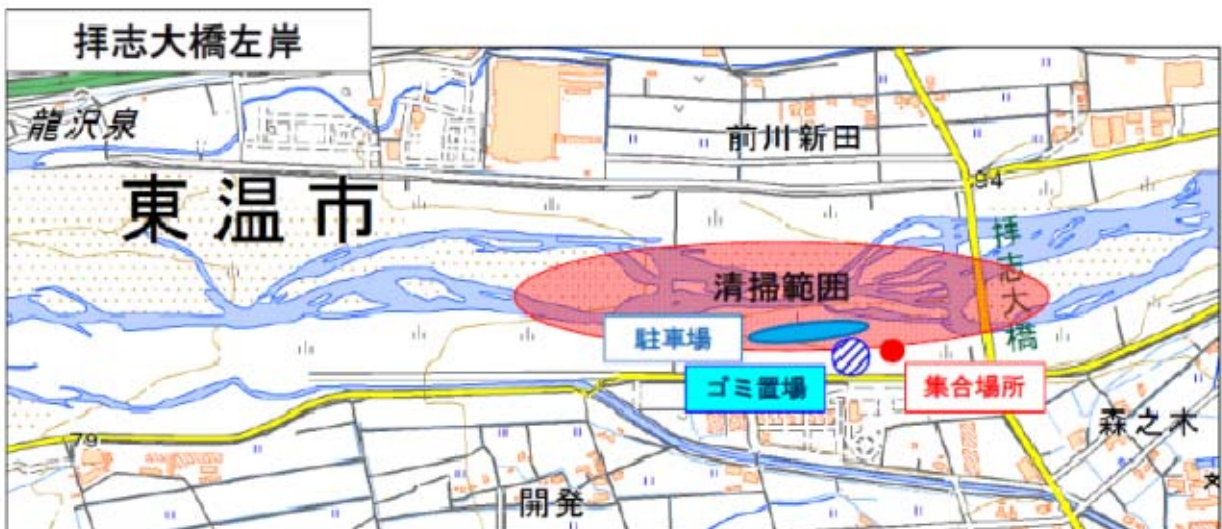 拝志大橋左岸
龍沢泉
前川新田
94
東温市
拝志大橋
清掃範囲
駐車場
ゴミ置場
集合場所
森之木
79
開発